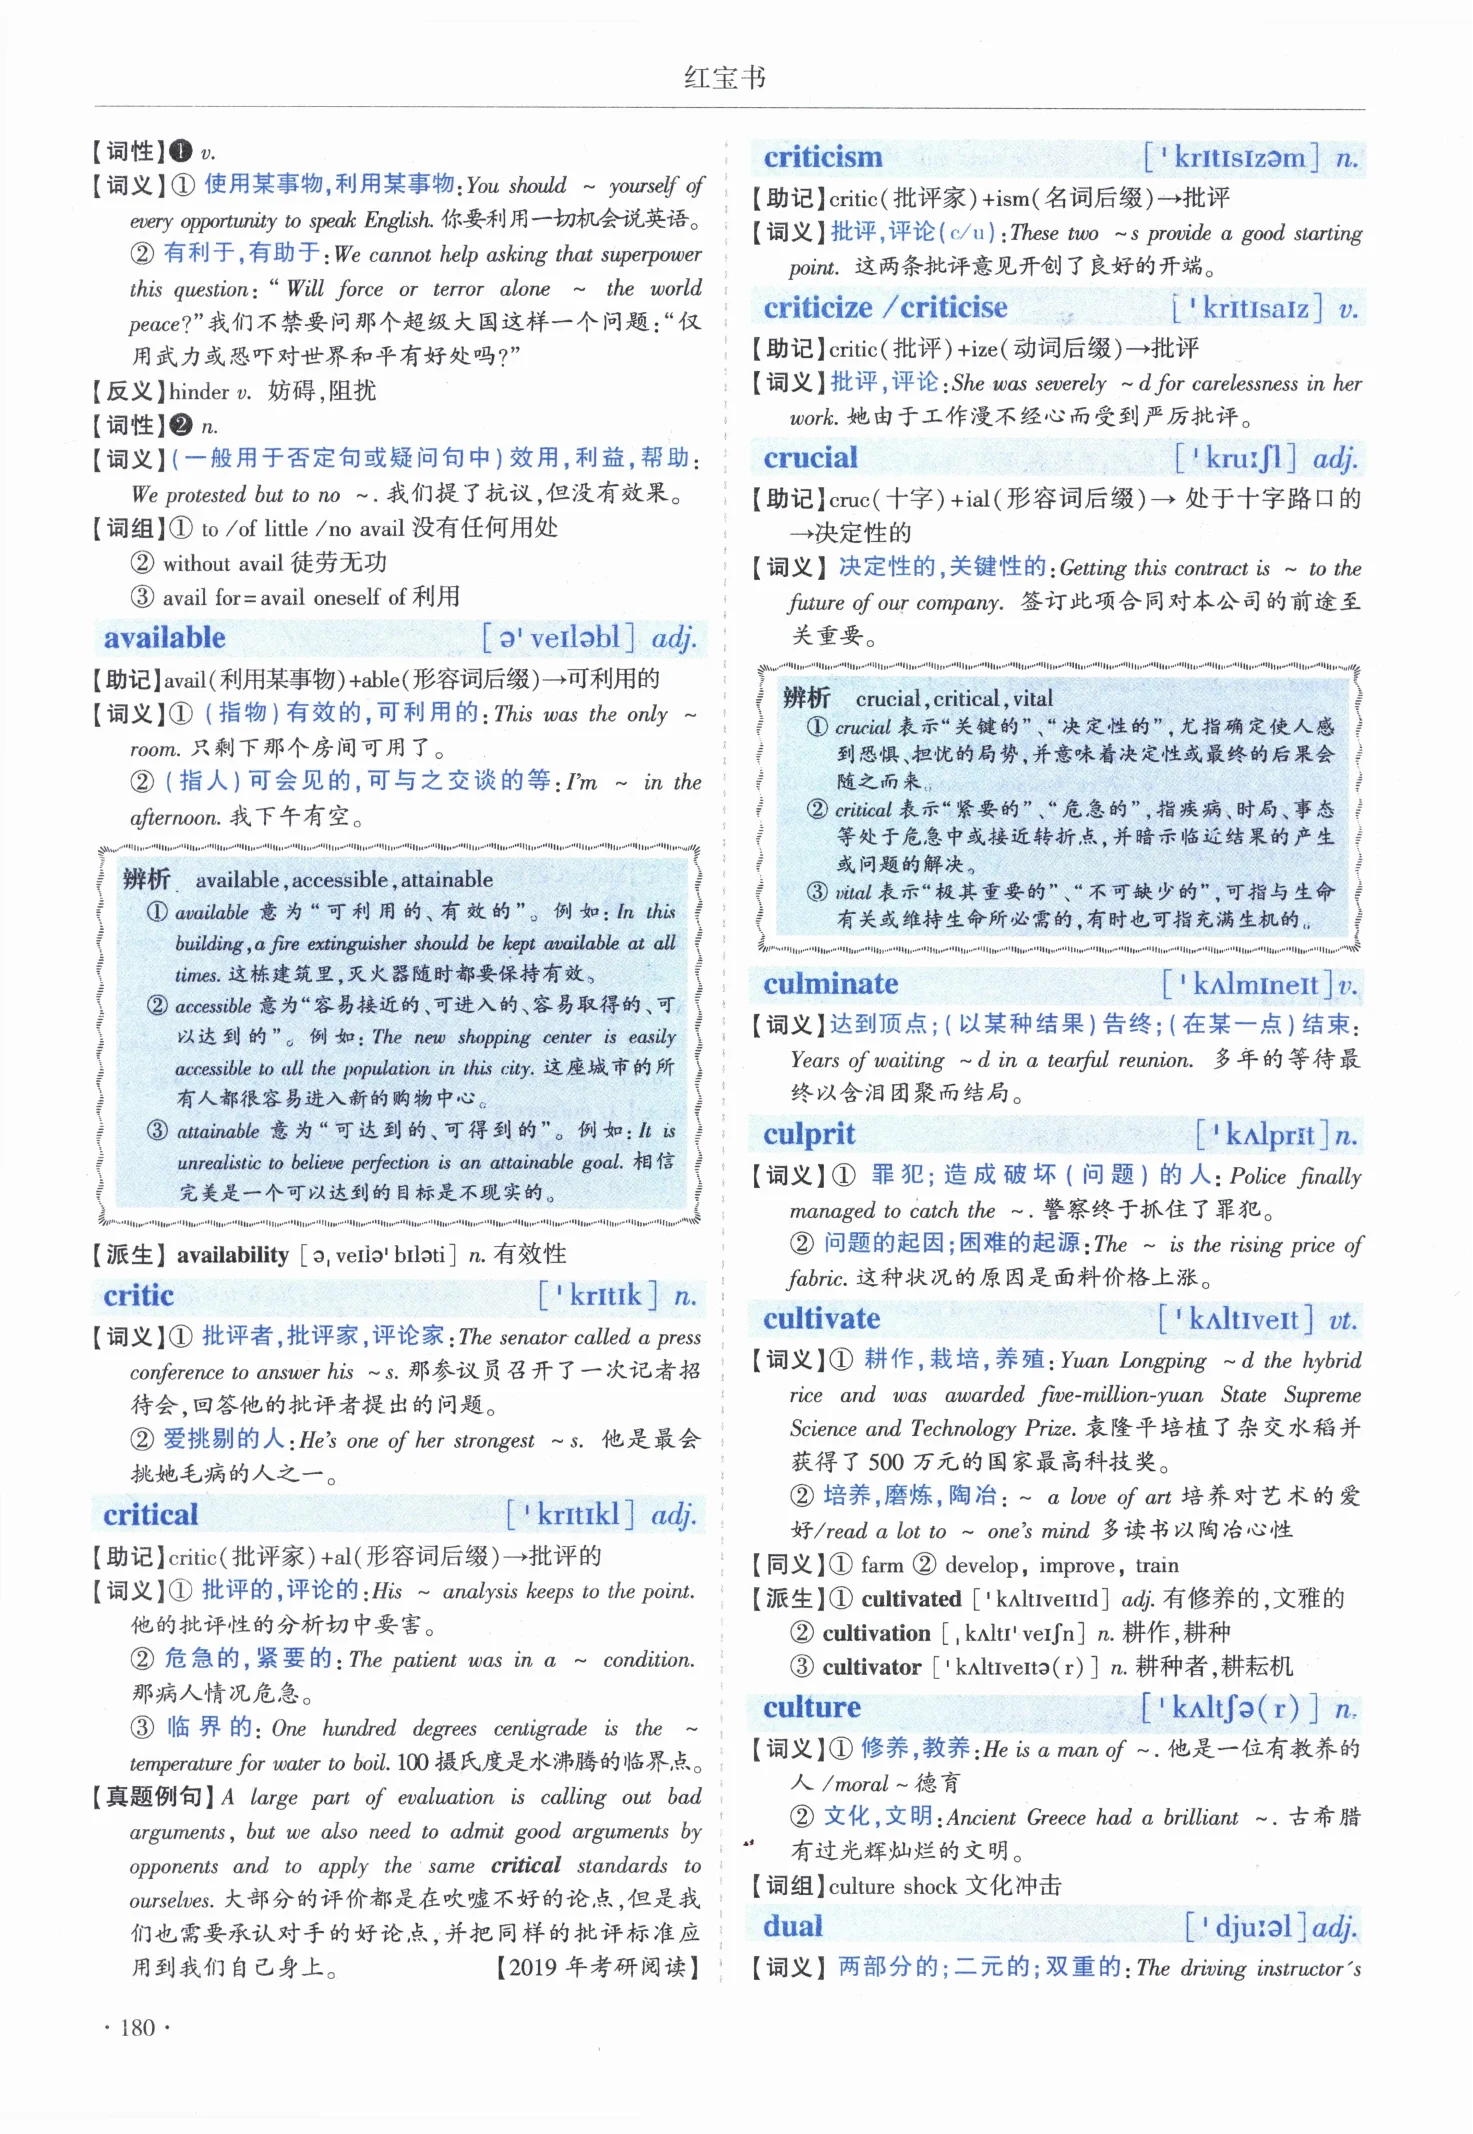 红宝书
【词性】❶ v.
【词义】① 使用某事物,利用某事物:You should ~ yourself of
every opportunity to speak English. 你要利用一切机会说英语。
② 有利于,有助于:We cannot help asking that superpower
this question: “ Will force or terror alone ~ the world
peace?”我们不禁要问那个超级大国这样一个问题:“仅
用武力或恐吓对世界和平有好处吗?”
【反义】hinder v. 妨碍,阻扰
【词性】❷ n.
【词义】(一般用于否定句或疑问句中)效用,利益,帮助:
We protested but to no ~. 我们提了抗议,但没有效果。
【词组】① to /of little /no avail 没有任何用处
② without avail 徒劳无功
③ avail for=avail oneself of 利用
available [ə'veɪləbl] adj.
【助记】avail(利用某事物)+able(形容词后缀)→可利用的
【词义】① (指物)有效的,可利用的:This was the only ~
room. 只剩下那个房间可用了。
② (指人)可会见的,可与之交谈的等:I'm ~ in the
afternoon. 我下午有空。
辨析 available,accessible,attainable
① available 意为“可利用的、有效的”。例如:In this
building,a fire extinguisher should be kept available at all
times. 这栋建筑里,灭火器随时都要保持有效。
② accessible 意为“容易接近的、可进入的、容易取得的、可
以达到的”。例如:The new shopping center is easily
accessible to all the population in this city. 这座城市的所
有人都很容易进入新的购物中心。
③ attainable 意为“可达到的、可得到的”。例如:It is
unrealistic to believe perfection is an attainable goal. 相信
完美是一个可以达到的目标是不现实的。
【派生】 availability [əˌveɪlə'bɪləti] n. 有效性
critic ['krɪtɪk] n.
【词义】① 批评者,批评家,评论家:The senator called a press
conference to answer his ~s. 那参议员召开了一次记者招
待会,回答他的批评者提出的问题。
② 爱挑剔的人:He's one of her strongest ~s. 他是最会
挑她毛病的人之一。
critical ['krɪtɪkl] adj.
【助记】critic(批评家)+al(形容词后缀)→批评的
【词义】① 批评的,评论的:His ~ analysis keeps to the point.
他的批评性的分析切中要害。
② 危急的,紧要的:The patient was in a ~ condition.
那病人情况危急。
③ 临界的: One hundred degrees centigrade is the ~
temperature for water to boil. 100 摄氏度是水沸腾的临界点。
【真题例句】A large part of evaluation is calling out bad
arguments, but we also need to admit good arguments by
opponents and to apply the same critical standards to
ourselves. 大部分的评价都是在吹嘘不好的论点,但是我
们也需要承认对手的好论点,并把同样的批评标准应
用到我们自己身上。 【2019 年考研阅读】
· 180 ·
criticism ['krɪtɪsɪzəm] n.
【助记】critic(批评家)+ism(名词后缀)→批评
【词义】批评,评论(c/u):These two ~s provide a good starting
point. 这两条批评意见开创了良好的开端。
criticize /criticise ['krɪtɪsaɪz] v.
【助记】critic(批评)+ize(动词后缀)→批评
【词义】批评,评论:She was severely ~d for carelessness in her
work. 她由于工作漫不经心而受到严厉批评。
crucial ['kruːʃl] adj.
【助记】cruc(十字)+ial(形容词后缀)→ 处于十字路口的
→决定性的
【词义】 决定性的,关键性的:Getting this contract is ~ to the
future of our company. 签订此项合同对本公司的前途至
关重要。
辨析 crucial,critical,vital
① crucial 表示“关键的”、“决定性的”,尤指确定使人感
到恐惧、担忧的局势,并意味着决定性或最终的后果会
随之而来。
② critical 表示“紧要的”、“危急的”,指疾病、时局、事态
等处于危急中或接近转折点,并暗示临近结果的产生
或问题的解决。
③ vital 表示“极其重要的”、“不可缺少的”,可指与生命
有关或维持生命所必需的,有时也可指充满生机的。
culminate ['kʌlmɪneɪt]v.
【词义】达到顶点;(以某种结果)告终;(在某一点)结束:
Years of waiting ~d in a tearful reunion. 多年的等待最
终以含泪团聚而结局。
culprit ['kʌlprɪt]n.
【词义】① 罪犯;造成破坏(问题)的人: Police finally
managed to catch the ~. 警察终于抓住了罪犯。
② 问题的起因;困难的起源:The ~ is the rising price of
fabric. 这种状况的原因是面料价格上涨。
cultivate ['kʌltɪveɪt] vt.
【词义】① 耕作,栽培,养殖:Yuan Longping ~d the hybrid
rice and was awarded five-million-yuan State Supreme
Science and Technology Prize. 袁隆平培植了杂交水稻并
获得了 500 万元的国家最高科技奖。
② 培养,磨炼,陶冶: ~ a love of art 培养对艺术的爱
好/read a lot to ~ one's mind 多读书以陶冶心性
【同义】① farm ② develop, improve, train
【派生】① cultivated ['kʌltɪveɪtɪd] adj. 有修养的,文雅的
② cultivation [ˌkʌltɪ'veɪʃn] n. 耕作,耕种
③ cultivator ['kʌltɪveɪtə(r)] n. 耕种者,耕耘机
culture ['kʌltʃə(r)] n.
【词义】① 修养,教养:He is a man of ~. 他是一位有教养的
人 /moral ~ 德育
② 文化,文明:Ancient Greece had a brilliant ~. 古希腊
有过光辉灿烂的文明。
【词组】culture shock 文化冲击
dual ['djuːəl]adj.
【词义】 两部分的;二元的;双重的:The driving instructor's